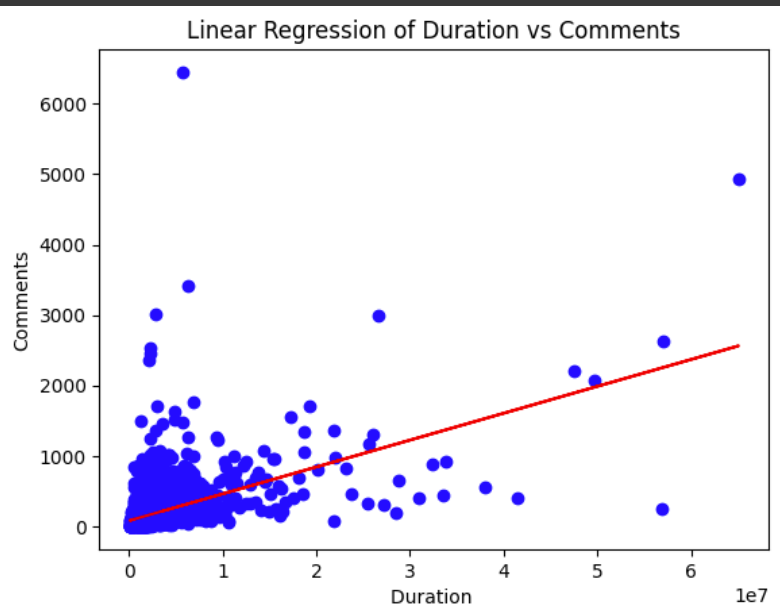 Linear Regression of Duration vs Comments
6000
5000
4000
3000
2000
1000
0
Comments
0 1 2 3 4 5 6
1e7
Duration